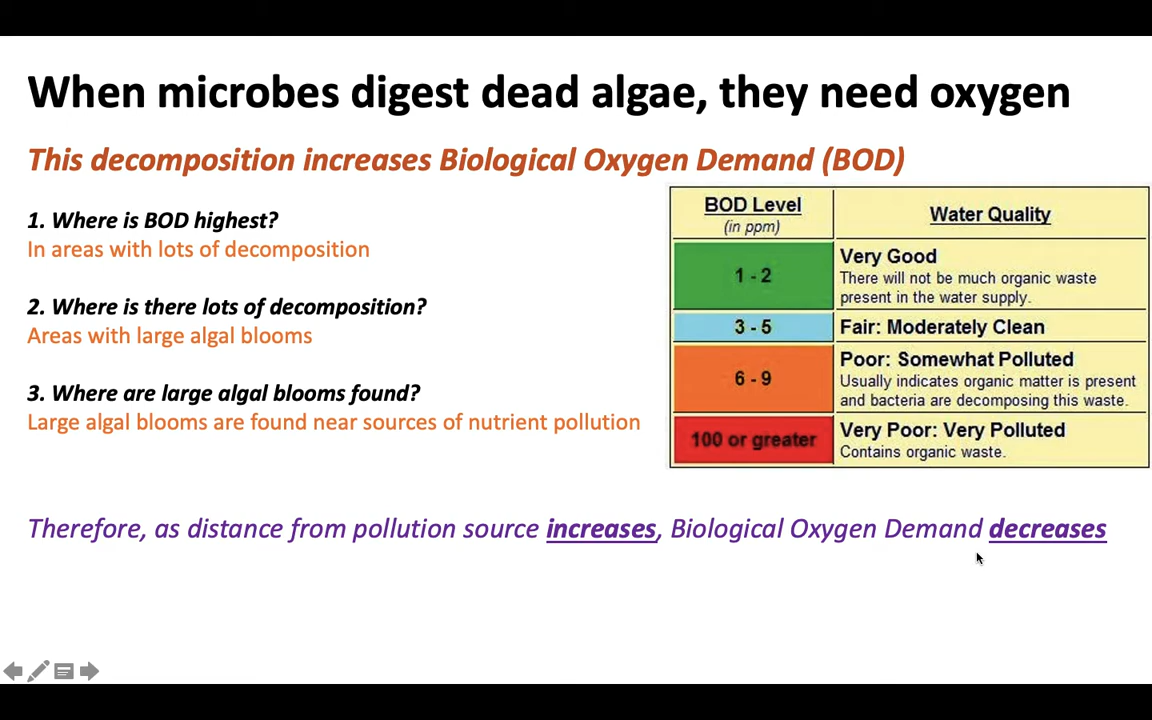 When microbes digest dead algae, they need oxygen
This decomposition increases Biological Oxygen Demand (BOD)
1. Where is BOD highest?
In areas with lots of decomposition
2. Where is there lots of decomposition?
Areas with large algal blooms
3. Where are large algal blooms found?
Large algal blooms are found near sources of nutrient pollution
BOD Level
(in ppm)
Water Quality
1 - 2
Very Good
There will not be much organic waste
present in the water supply.
3 - 5
Fair: Moderately Clean
6 - 9
Poor: Somewhat Polluted
Usually indicates organic matter is present
and bacteria are decomposing this waste.
100 or greater
Very Poor: Very Polluted
Contains organic waste.
Therefore, as distance from pollution source increases, Biological Oxygen Demand decreases